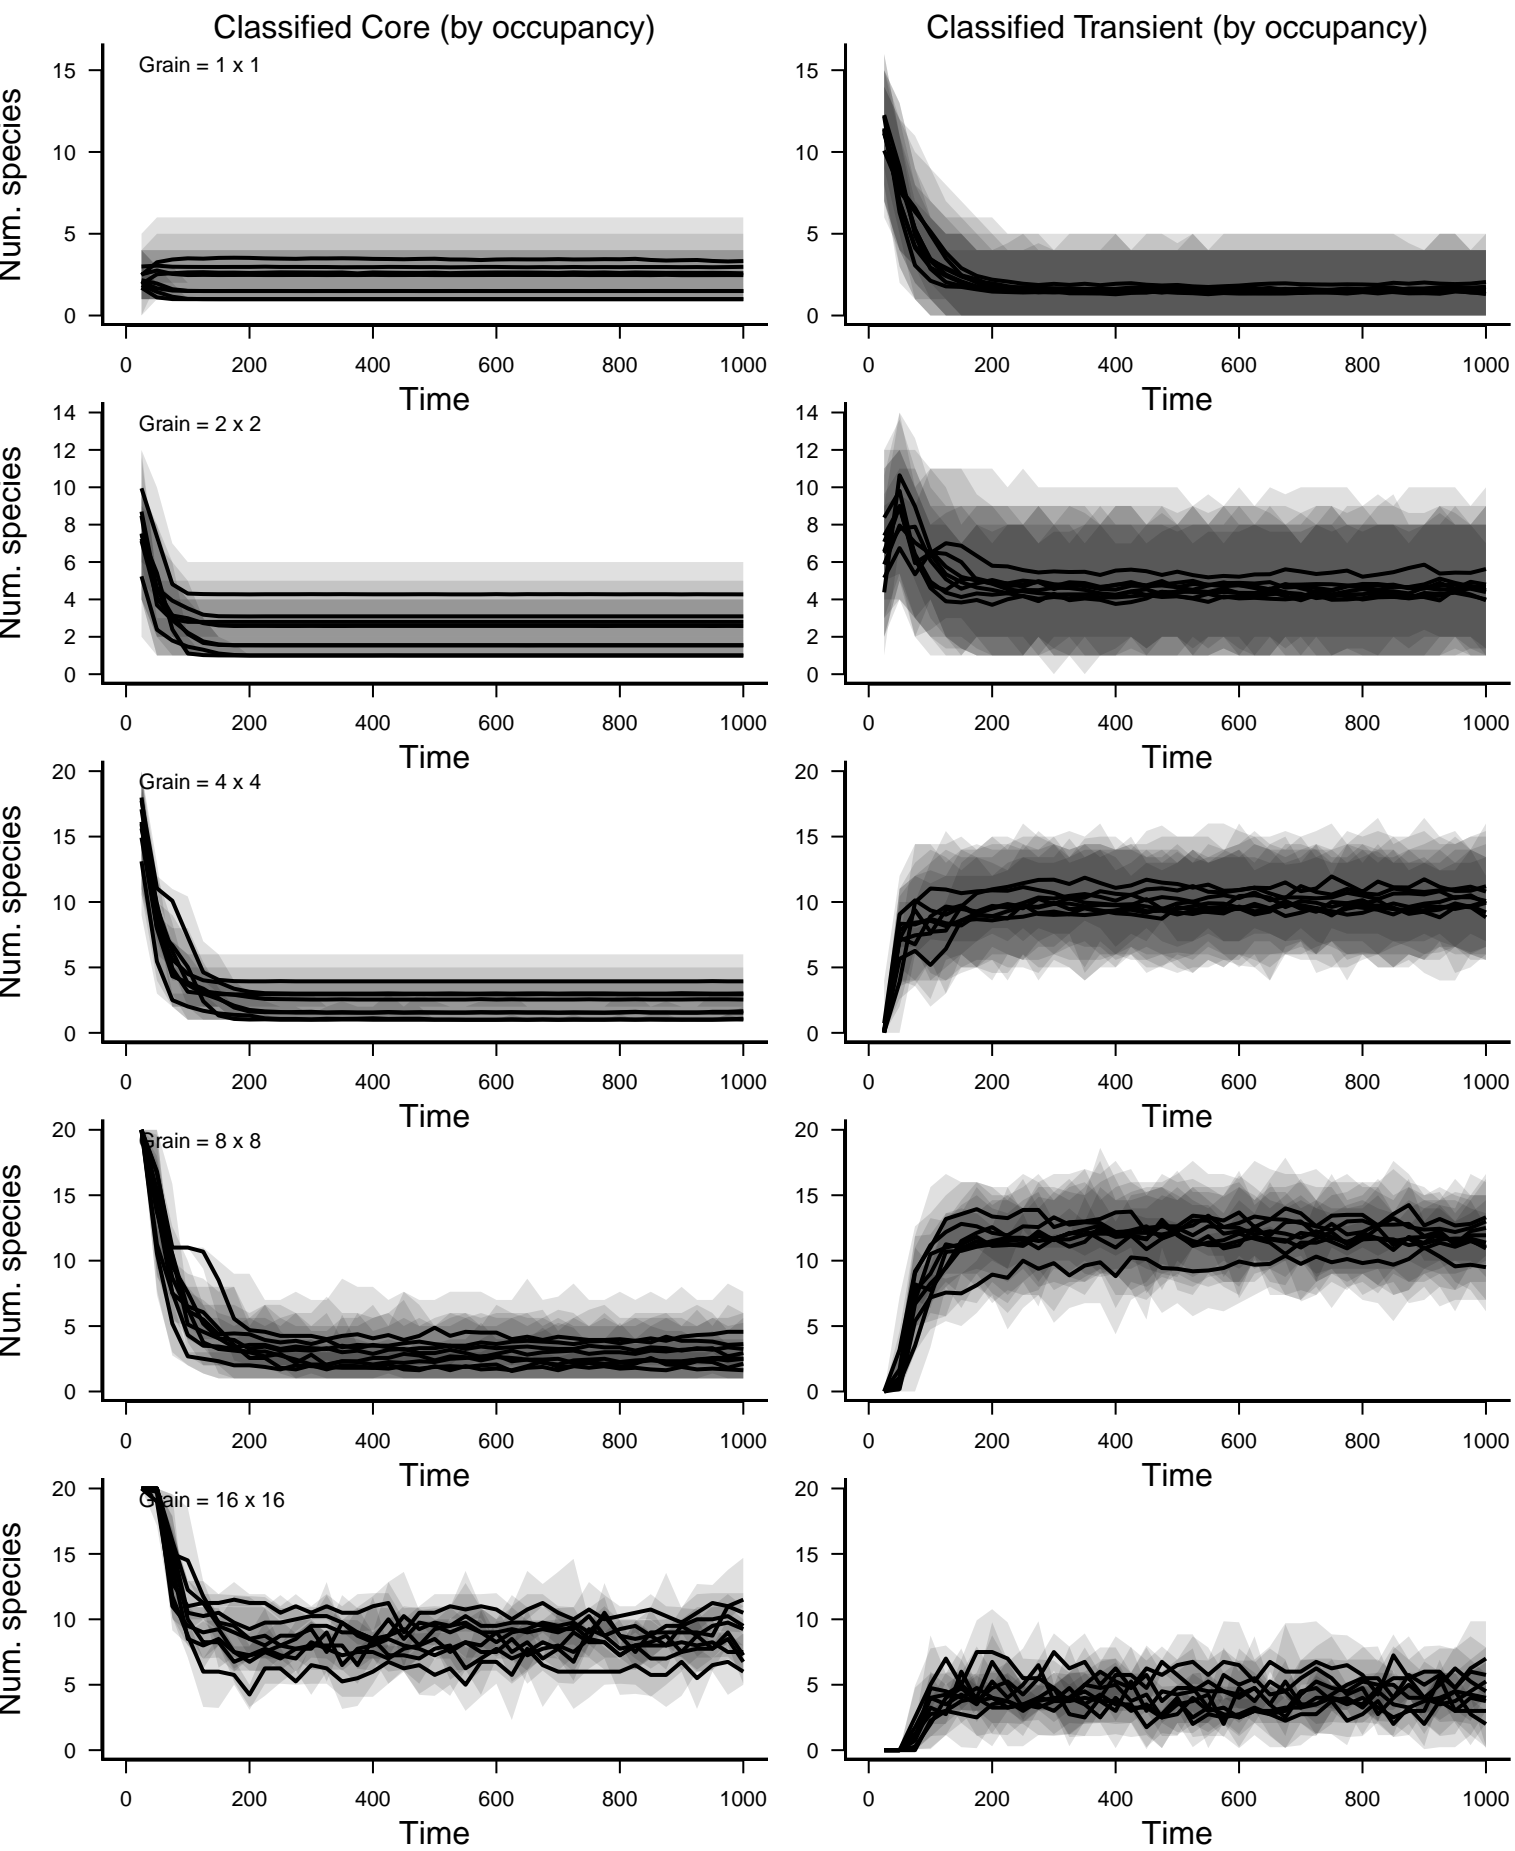 Classified Core (by occupancy)
Classified Transient (by occupancy)
Grain = 1 x 1
Num. species
15
10
5
0
0 200 400 600 800 1000
Time
15
10
5
0
0 200 400 600 800 1000
Time
Grain = 2 x 2
Num. species
14
12
10
8
6
4
2
0
0 200 400 600 800 1000
Time
14
12
10
8
6
4
2
0
0 200 400 600 800 1000
Time
Grain = 4 x 4
Num. species
20
15
10
5
0
0 200 400 600 800 1000
Time
20
15
10
5
0
0 200 400 600 800 1000
Time
Grain = 8 x 8
Num. species
20
15
10
5
0
0 200 400 600 800 1000
Time
20
15
10
5
0
0 200 400 600 800 1000
Time
Grain = 16 x 16
Num. species
20
15
10
5
0
0 200 400 600 800 1000
Time
20
15
10
5
0
0 200 400 600 800 1000
Time